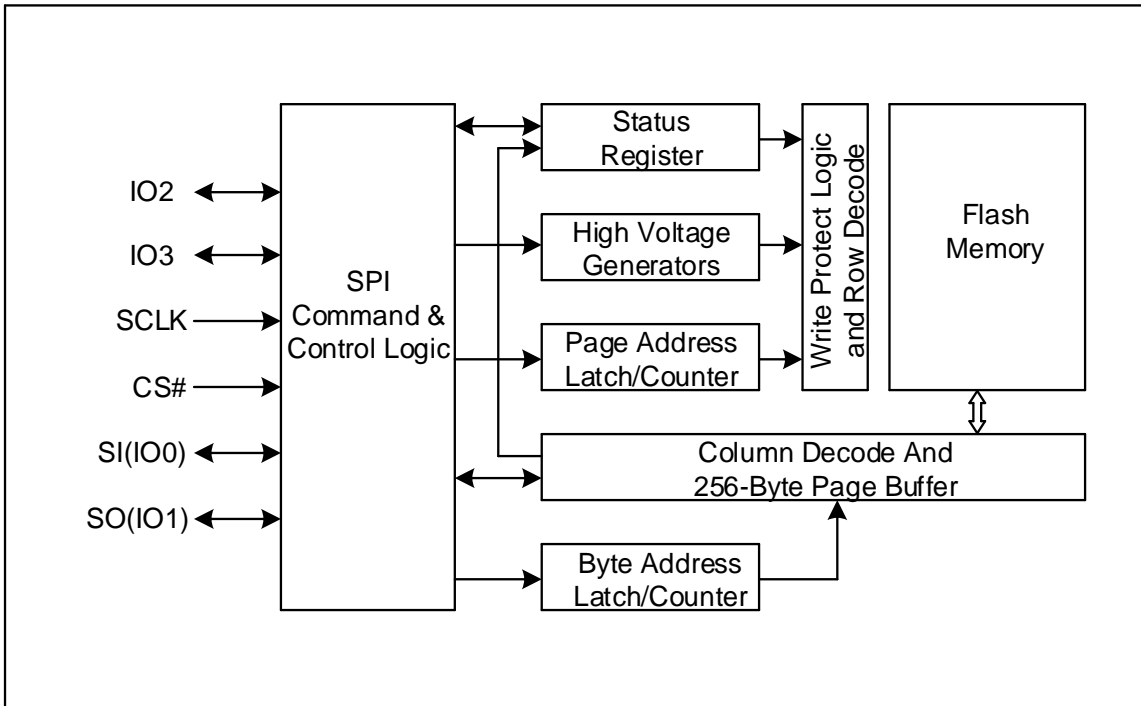 IO2
IO3
SCLK
CS#
SI(IO0)
SO(IO1)
SPI
Command &
Control Logic
Status
Register
High Voltage
Generators
Page Address
Latch/Counter
Write Protect Logic
and Row Decode
Flash
Memory
Column Decode And
256-Byte Page Buffer
Byte Address
Latch/Counter